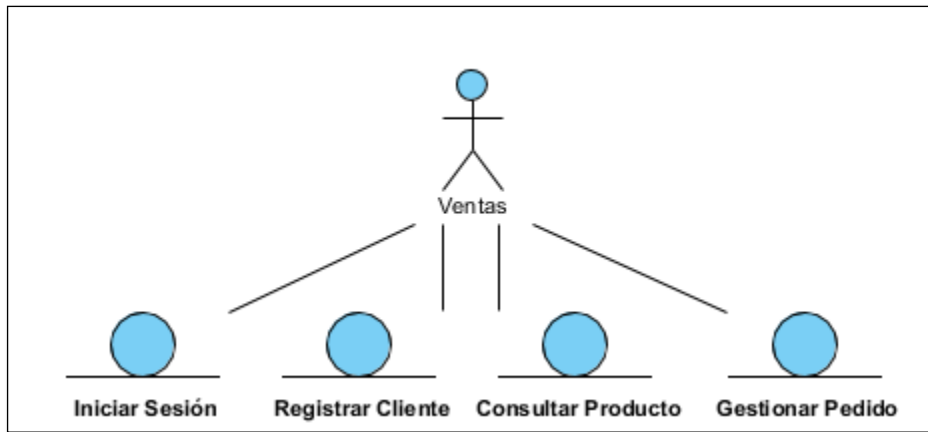 Ventas
Iniciar Sesión
Registrar Cliente
Consultar Producto
Gestionar Pedido